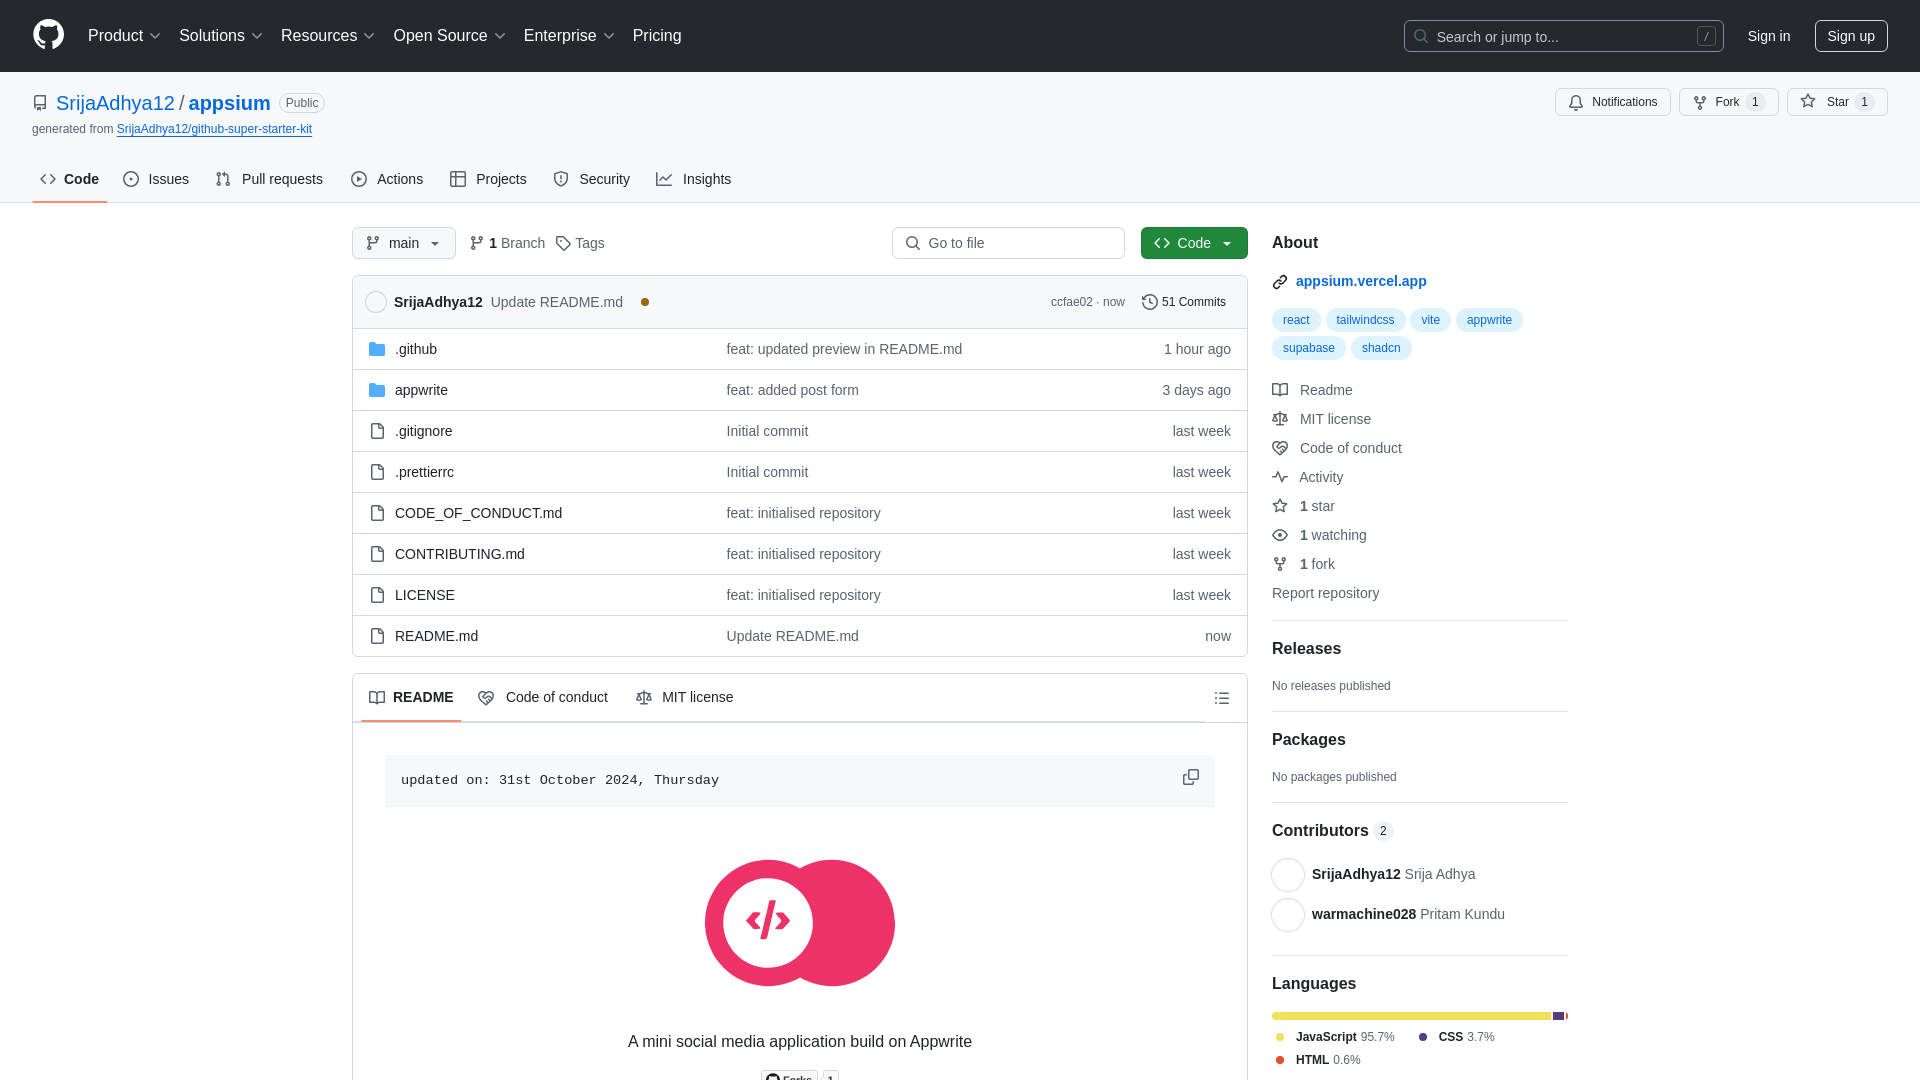 Product Solutions Resources Open Source Enterprise Pricing Search or jump to... / Sign in Sign up
SrijaAdhya12 / appsium Public Notifications Fork 1 Star 1
generated from SrijaAdhya12/github-super-starter-kit
Code Issues Pull requests Actions Projects Security Insights
main 1 Branch Tags Go to file Code
SrijaAdhya12 Update README.md ccfae02 · now 51 Commits
.github feat: updated preview in README.md 1 hour ago
appwrite feat: added post form 3 days ago
.gitignore Initial commit last week
.prettierrc Initial commit last week
CODE_OF_CONDUCT.md feat: initialised repository last week
CONTRIBUTING.md feat: initialised repository last week
LICENSE feat: initialised repository last week
README.md Update README.md now
README Code of conduct MIT license
updated on: 31st October 2024, Thursday
A mini social media application build on Appwrite
Forks 1
About
appsium.vercel.app
react tailwindcss vite appwrite
supabase shadcn
Readme
MIT license
Code of conduct
Activity
1 star
1 watching
1 fork
Report repository
Releases
No releases published
Packages
No packages published
Contributors 2
SrijaAdhya12 Srija Adhya
warmachine028 Pritam Kundu
Languages
JavaScript 95.7% CSS 3.7%
HTML 0.6%